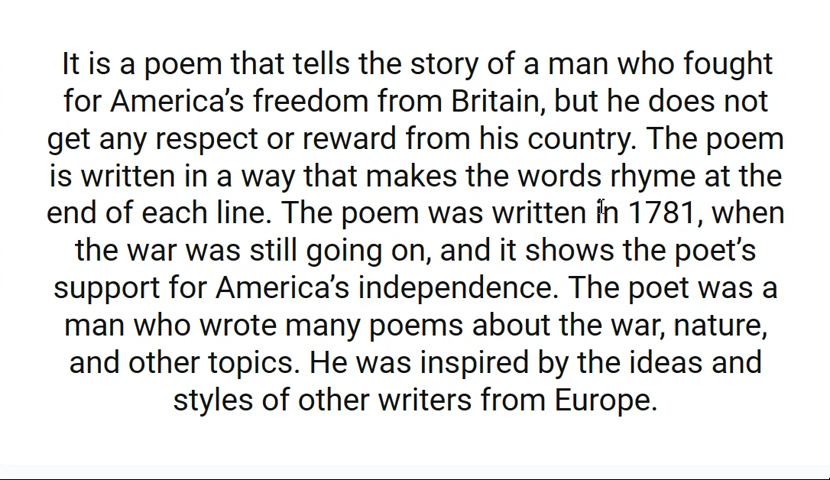 It is a poem that tells the story of a man who fought
for America’s freedom from Britain, but he does not
get any respect or reward from his country. The poem
is written in a way that makes the words rhyme at the
end of each line. The poem was written in 1781, when
the war was still going on, and it shows the poet’s
support for America’s independence. The poet was a
man who wrote many poems about the war, nature,
and other topics. He was inspired by the ideas and
styles of other writers from Europe.